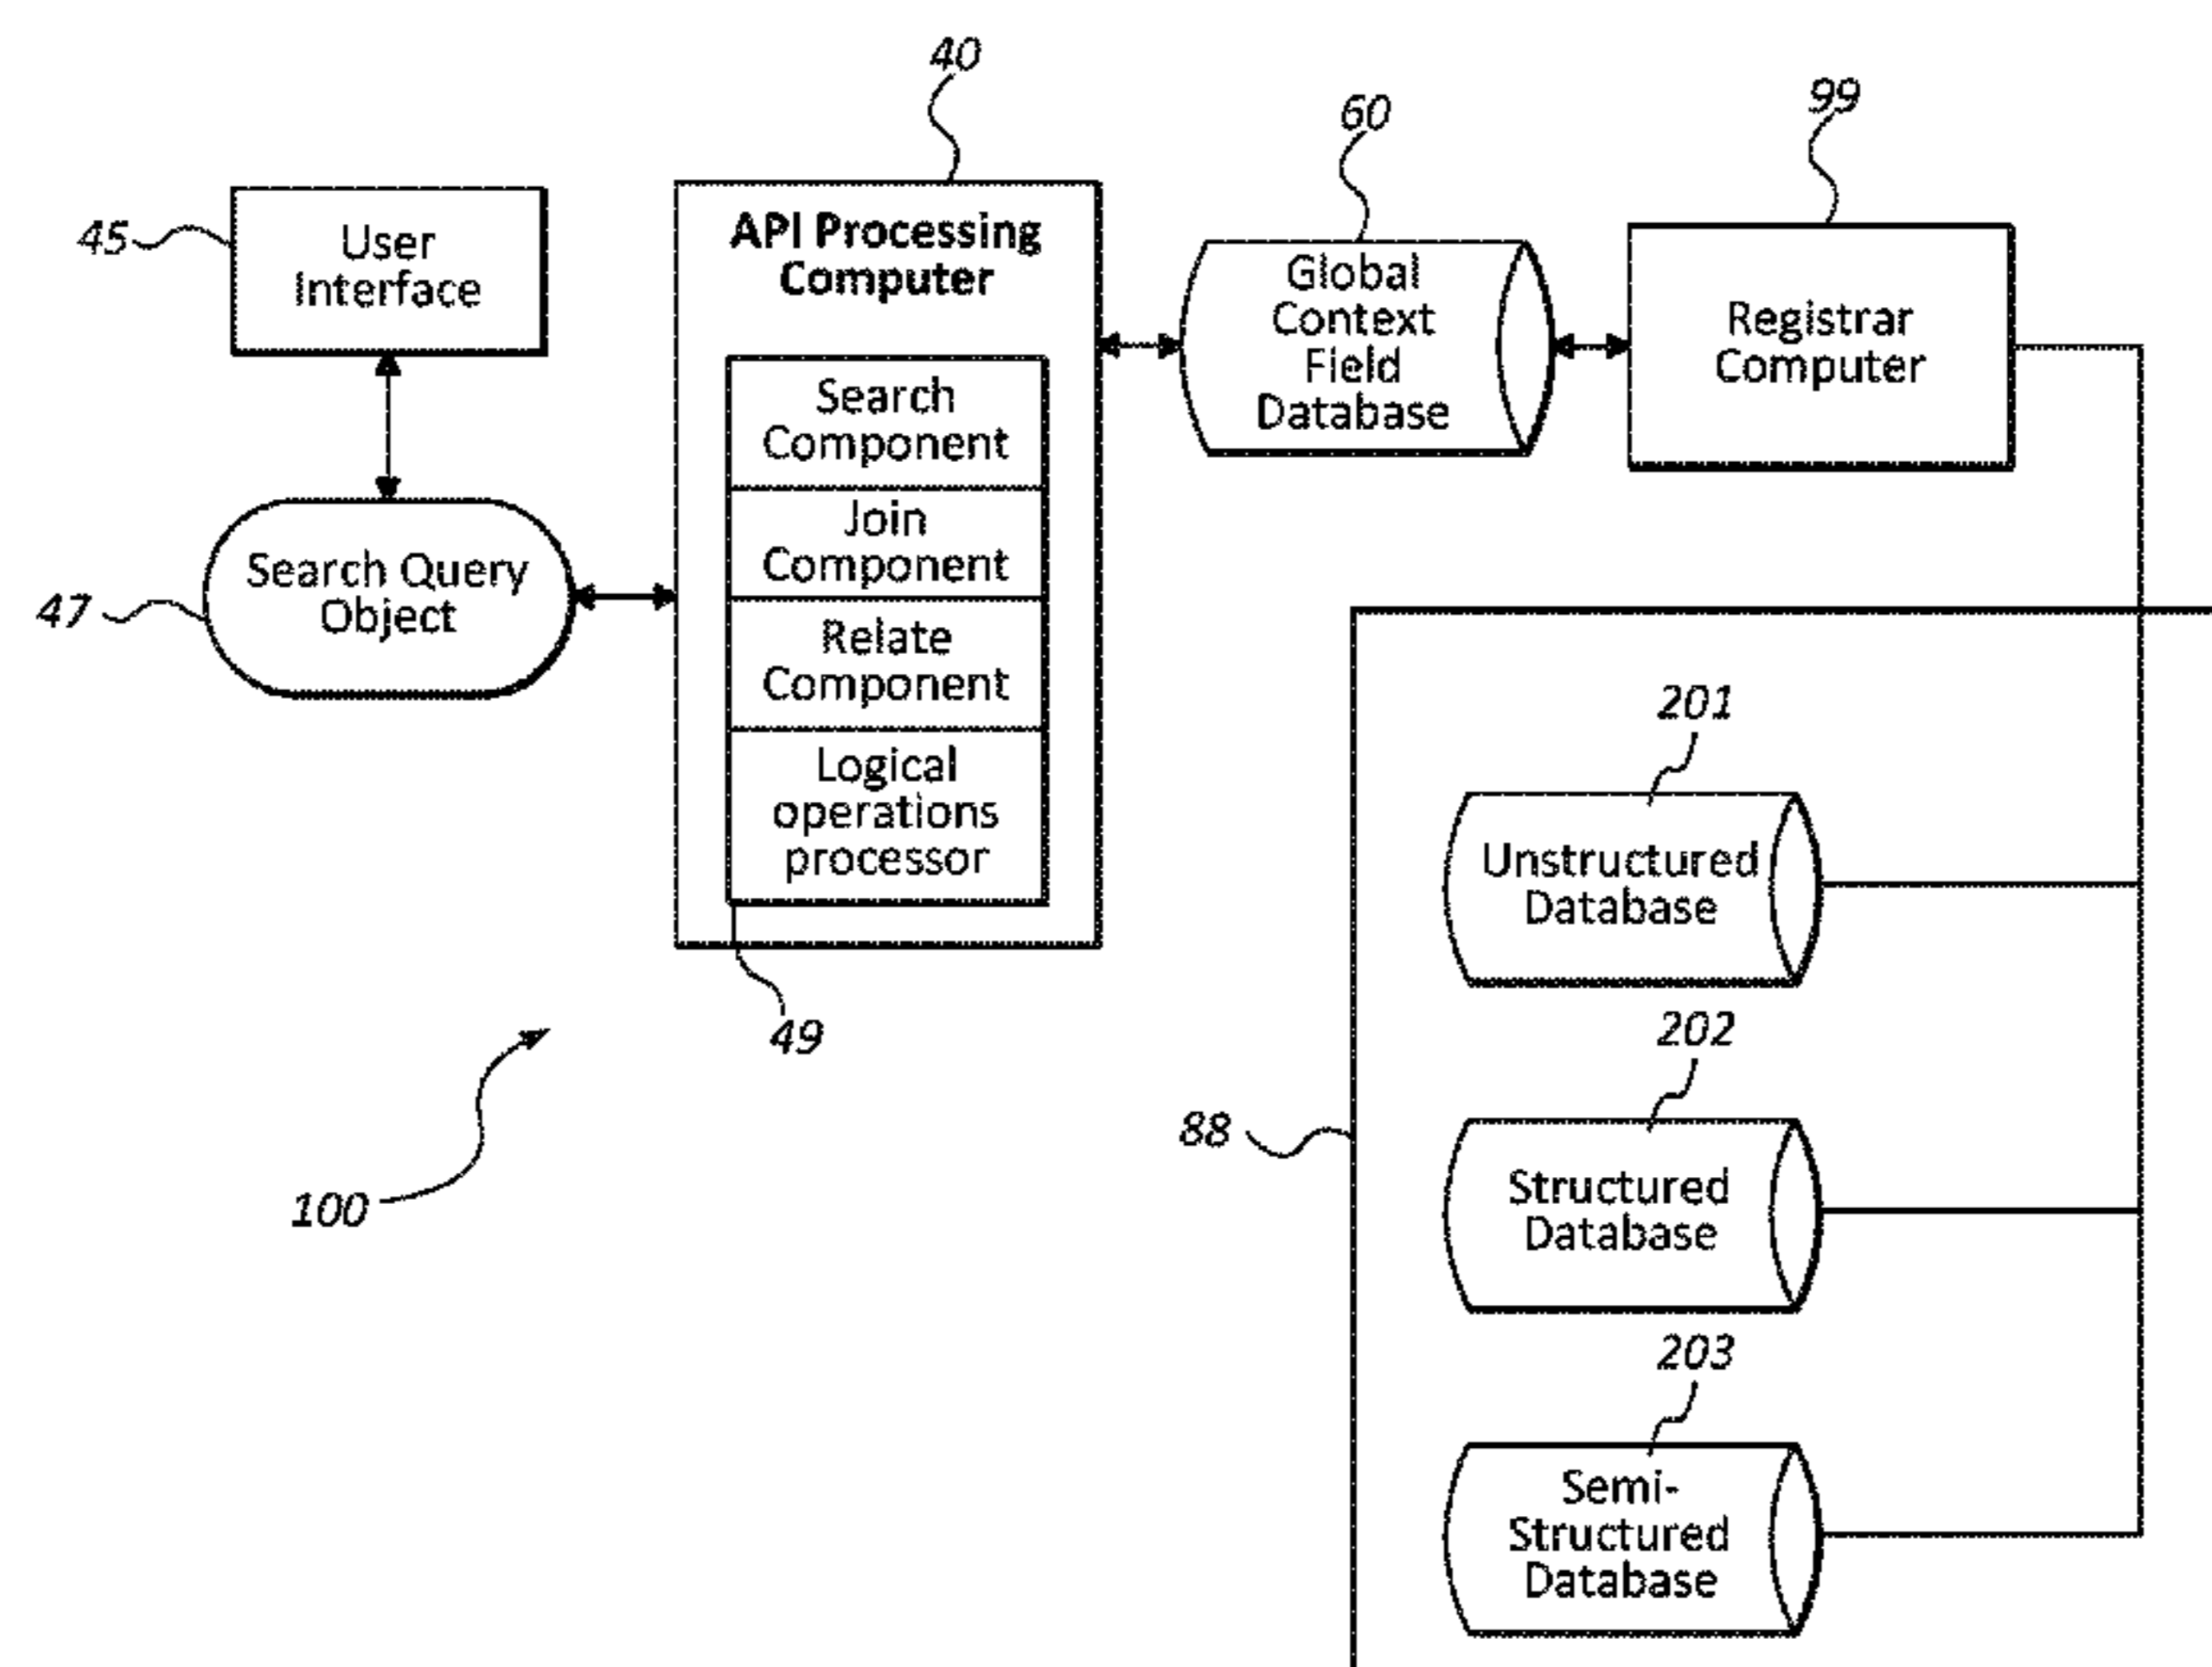 40
60
99
45
User
Interface
API Processing
Computer
Global
Context
Field
Database
Registrar
Computer
Search
Component
Join
Component
Relate
Component
Logical
operations
processor
47
Search Query
Object
49
100
88
201
Unstructured
Database
202
Structured
Database
203
Semi-
Structured
Database